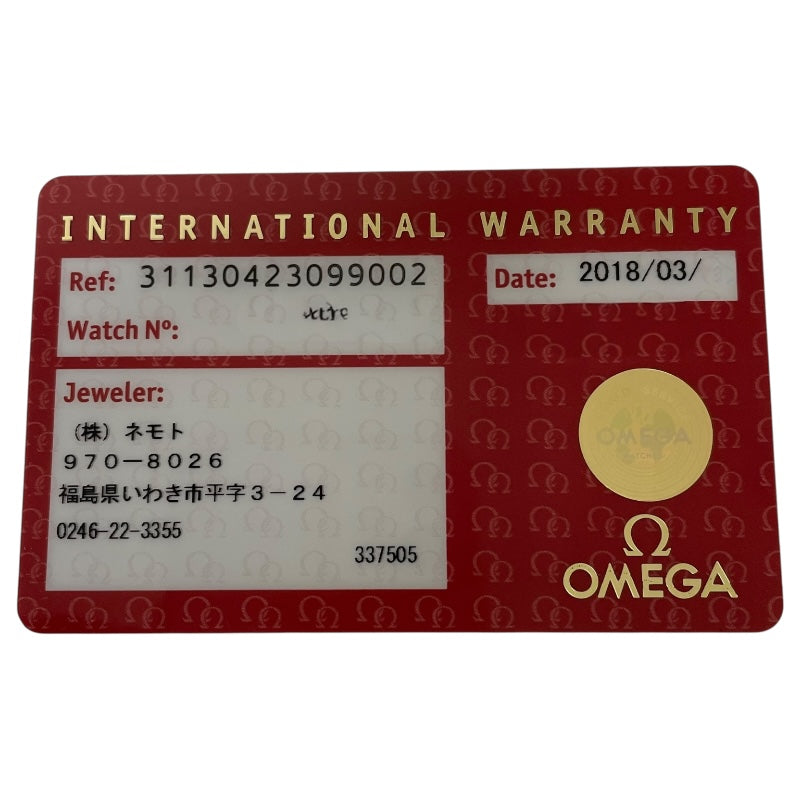 INTERNATIONAL WARRANTY
Ref: 31130423099002
Date: 2018/03/
Watch Nº:
Jeweler:
(株) ネモト
970-8026
福島県いわき市平字3-24
0246-22-3355
337505
OMEGA
Ω
OMEGA